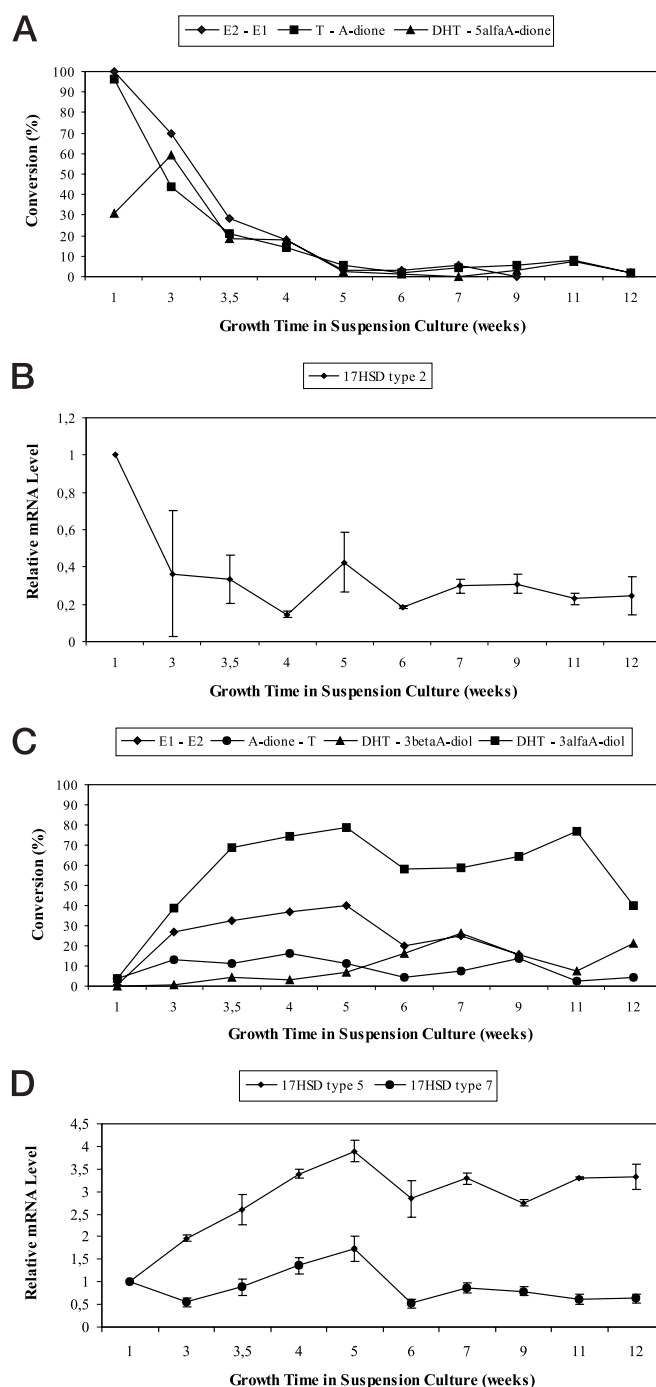 A
E2 - E1 T - A-dione DHT - 5alfaA-dione
100
90
80
70
60
50
40
30
20
10
0
Conversion (%)
1 3 3,5 4 5 6 7 9 11 12
Growth Time in Suspension Culture (weeks)
B
17HSD type 2
1,2
1
0,8
0,6
0,4
0,2
0
Relative mRNA Level
1 3 3,5 4 5 6 7 9 11 12
Growth Time in Suspension Culture (weeks)
C
E1 - E2 A-dione - T DHT - 3betaA-diol DHT - 3alfaA-diol
100
90
80
70
60
50
40
30
20
10
0
Conversion (%)
1 3 3,5 4 5 6 7 9 11 12
Growth Time in Suspension Culture (weeks)
D
17HSD type 5 17HSD type 7
4,5
4
3,5
3
2,5
2
1,5
1
0,5
0
Relative mRNA Level
1 3 3,5 4 5 6 7 9 11 12
Growth Time in Suspension Culture (weeks)